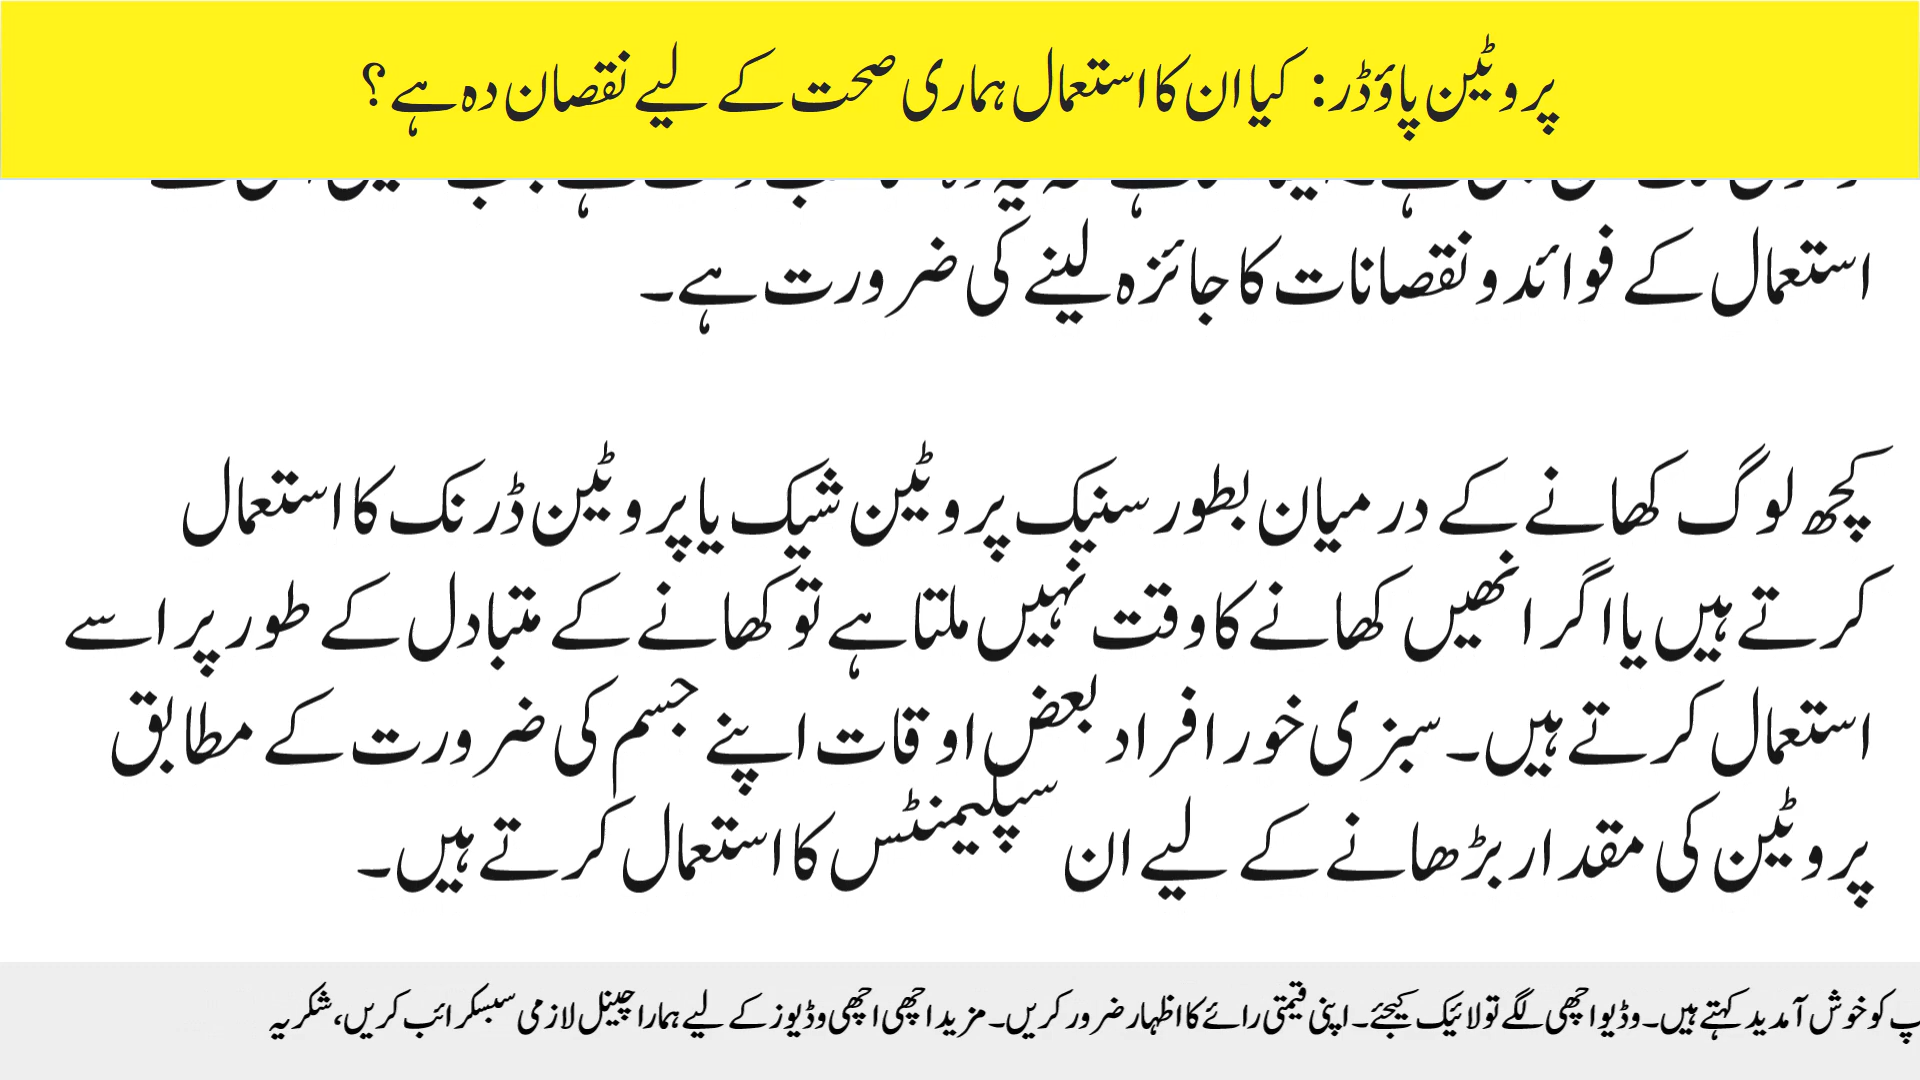 پروٹین پاؤڈر: کیا ان کا استعمال ہماری صحت کے لیے نقصان دہ ہے؟
استعمال کے فوائد و نقصانات کا جائزہ لینے کی ضرورت ہے۔
کچھ لوگ کھانے کے درمیان بطور سنیک پروٹین شیک یا پروٹین ڈرنک کا استعمال
کرتے ہیں یا اگر انھیں کھانے کا وقت نہیں ملتا ہے تو کھانے کے متبادل کے طور پر اسے
استعمال کرتے ہیں۔ سبزی خور افراد بعض اوقات اپنے جسم کی ضرورت کے مطابق
پروٹین کی مقدار بڑھانے کے لیے ان سپلیمنٹس کا استعمال کرتے ہیں۔
کو خوش آمدید کہتے ہیں۔ وڈیو اچھی لگے تو لائیک کیجئے۔ اپنی قیمتی رائے کا اظہار ضرور کریں۔ مزید اچھی اچھی وڈیوز کے لیے ہمارا چینل لازمی سبسکرائب کریں، شکریہ